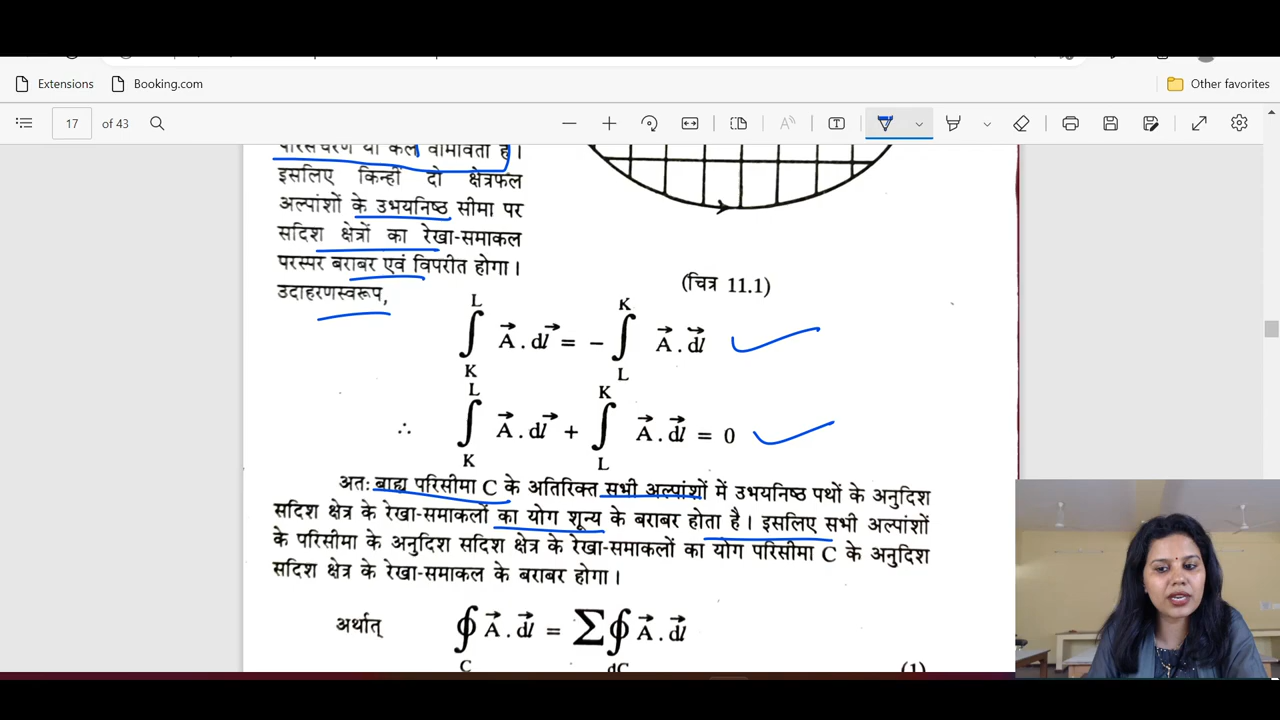 Extensions
Booking.com
Other favorites
17 of 43
परिसंचरण या कर्ल वामावर्ता है।
इसलिए किन्हीं दो क्षेत्रफल
अल्पांशों के उभयनिष्ठ सीमा पर
सदिश क्षेत्रों का रेखा-समाकल
परस्पर बराबर एवं विपरीत होगा।
उदाहरणस्वरूप,
(चित्र 11.1)
∫_K^L A⃗ . dl⃗ = − ∫_L^K A⃗ . dl⃗
∴ ∫_K^L A⃗ . dl⃗ + ∫_L^K A⃗ . dl⃗ = 0
अतः बाह्य परिसीमा C के अतिरिक्त सभी अल्पांशों में उभयनिष्ठ पथों के अनुदिश
सदिश क्षेत्र के रेखा-समाकलों का योग शून्य के बराबर होता है। इसलिए सभी अल्पांशों
के परिसीमा के अनुदिश सदिश क्षेत्र के रेखा-समाकलों का योग परिसीमा C के अनुदिश
सदिश क्षेत्र के रेखा-समाकल के बराबर होगा।
अर्थात् ∮_C A⃗ . dl⃗ = Σ ∮_dC A⃗ . dl⃗
(1)